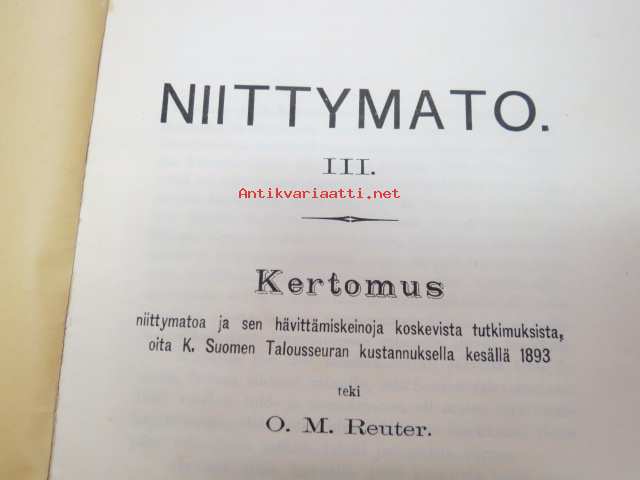 NIITTYMATO.
III.
Antikvariaatti.net
Kertomus
niittymatoa ja sen hävittämiskeinoja koskevista tutkimuksista,
oita K. Suomen Talousseuran kustannuksella kesällä 1893
teki
O. M. Reuter.